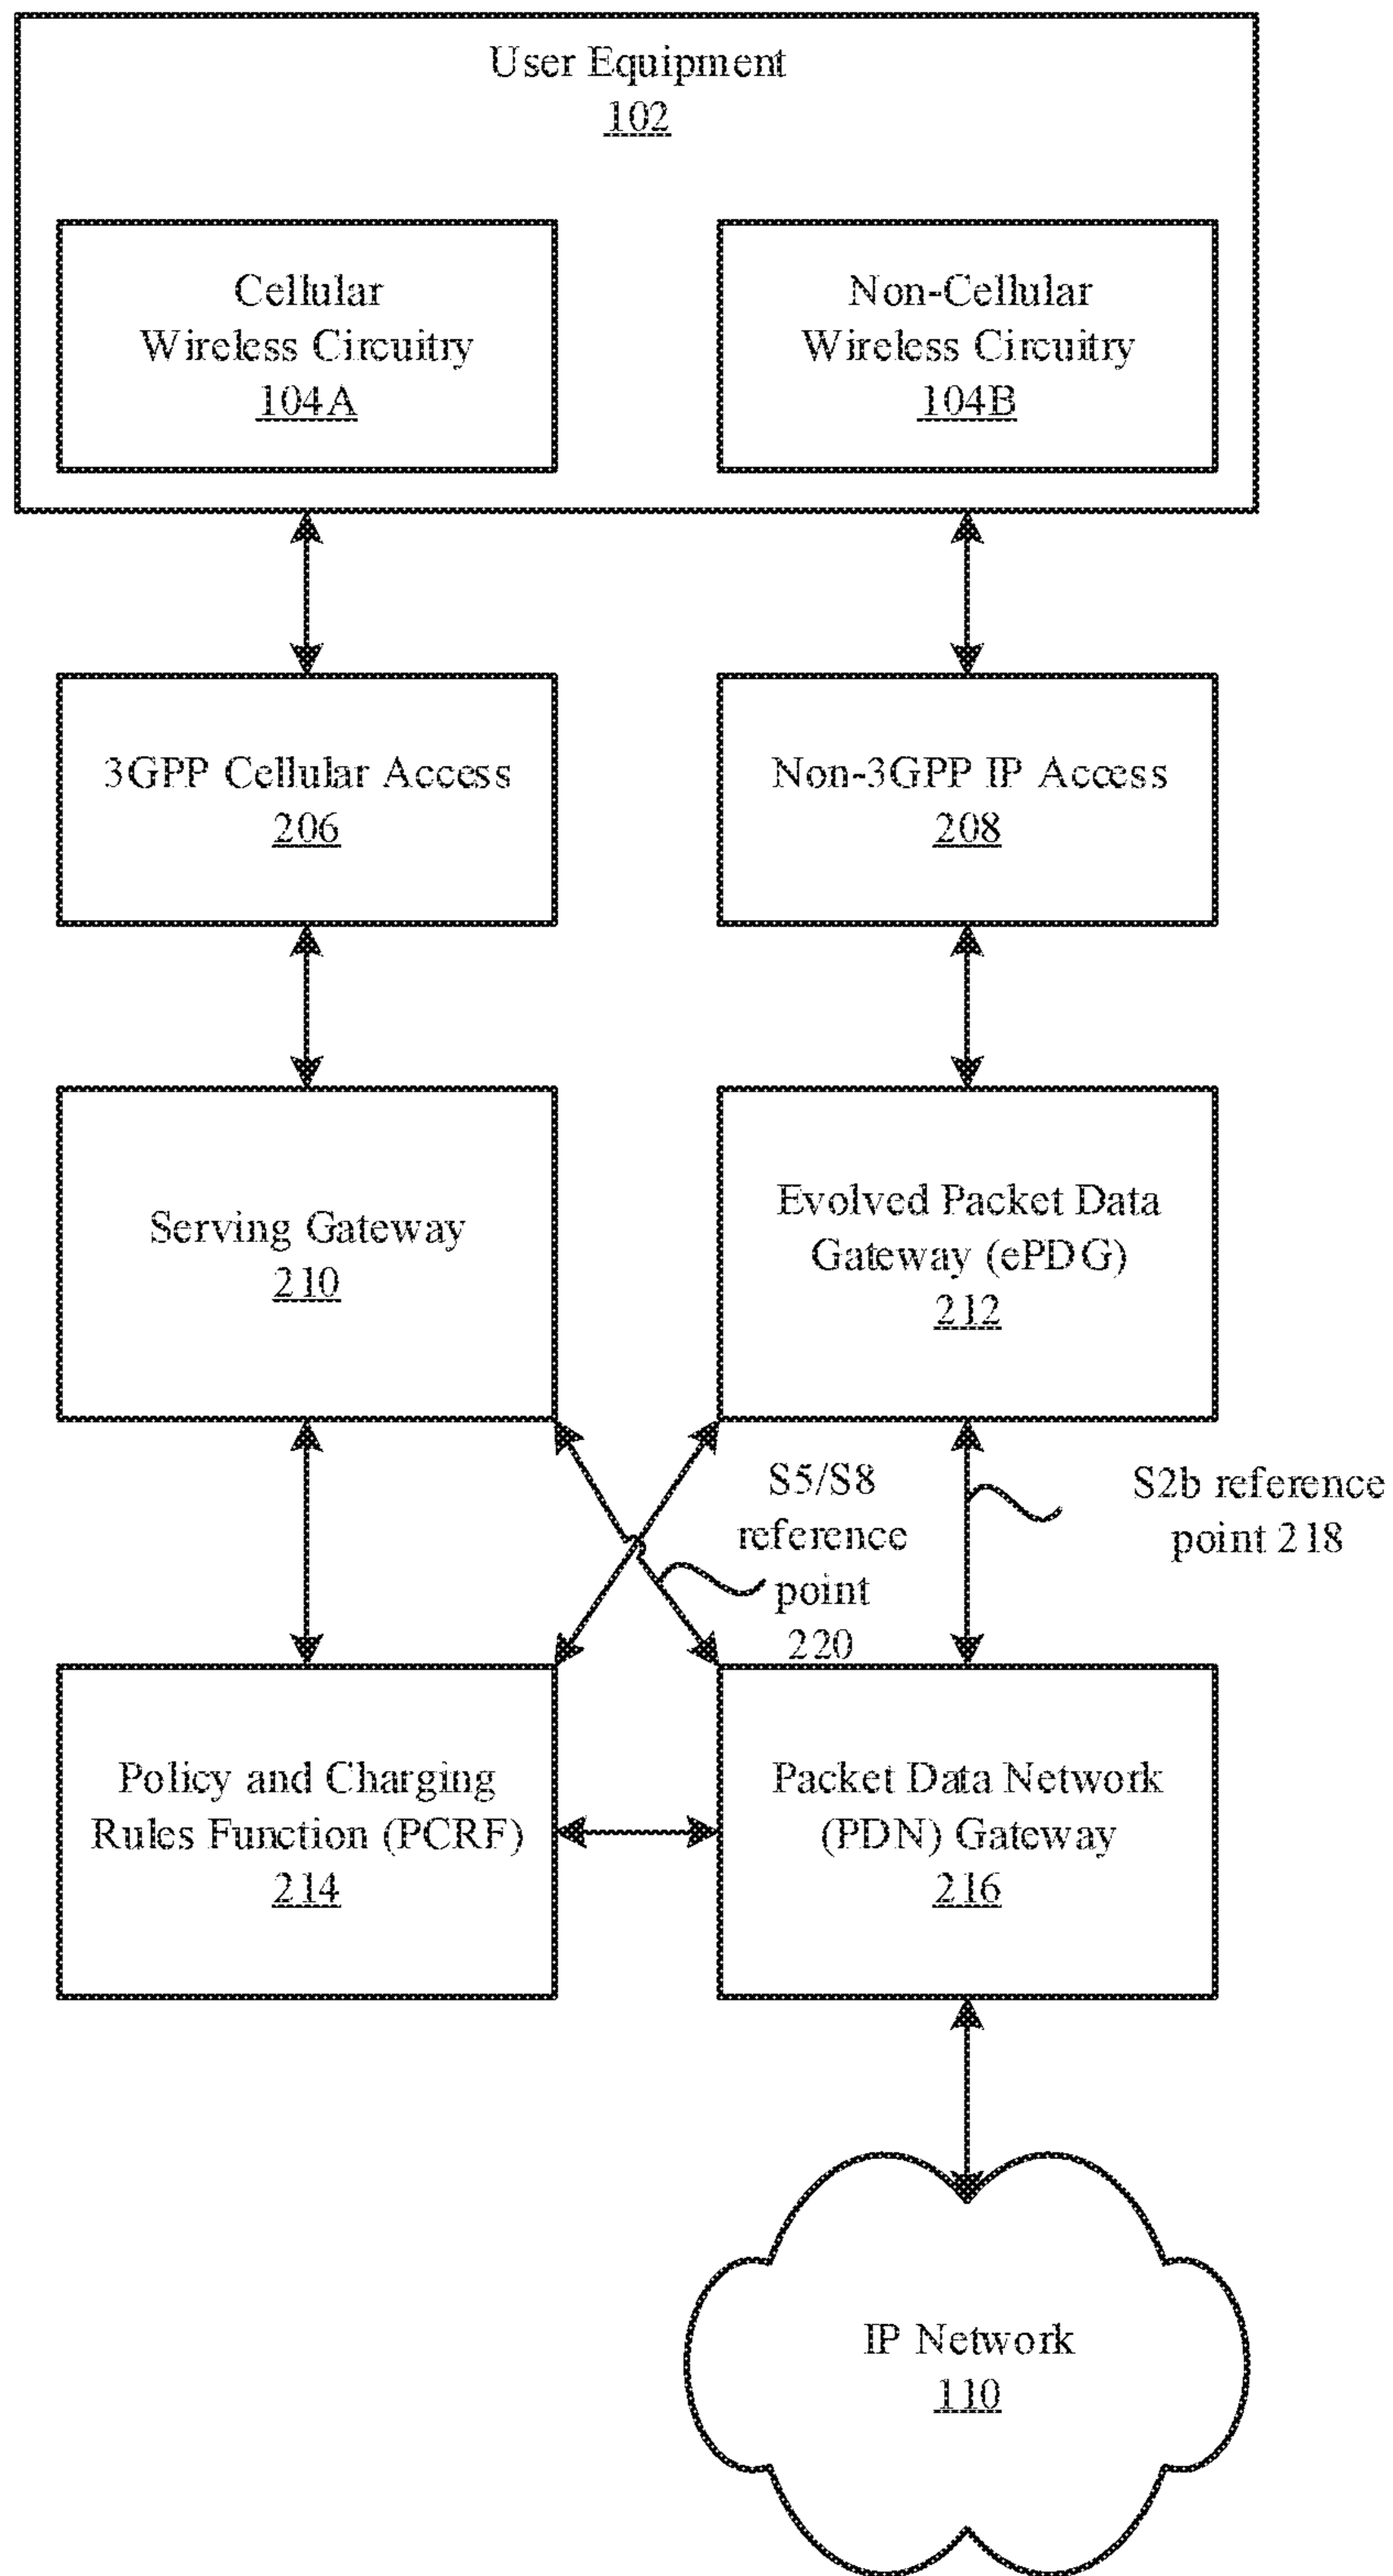 User Equipment
102
Cellular
Wireless Circuitry
104A
Non-Cellular
Wireless Circuitry
104B
3GPP Cellular Access
206
Non-3GPP IP Access
208
Serving Gateway
210
Evolved Packet Data
Gateway (ePDG)
212
S5/S8
reference
point
220
S2b reference
point 218
Policy and Charging
Rules Function (PCRF)
214
Packet Data Network
(PDN) Gateway
216
IP Network
110